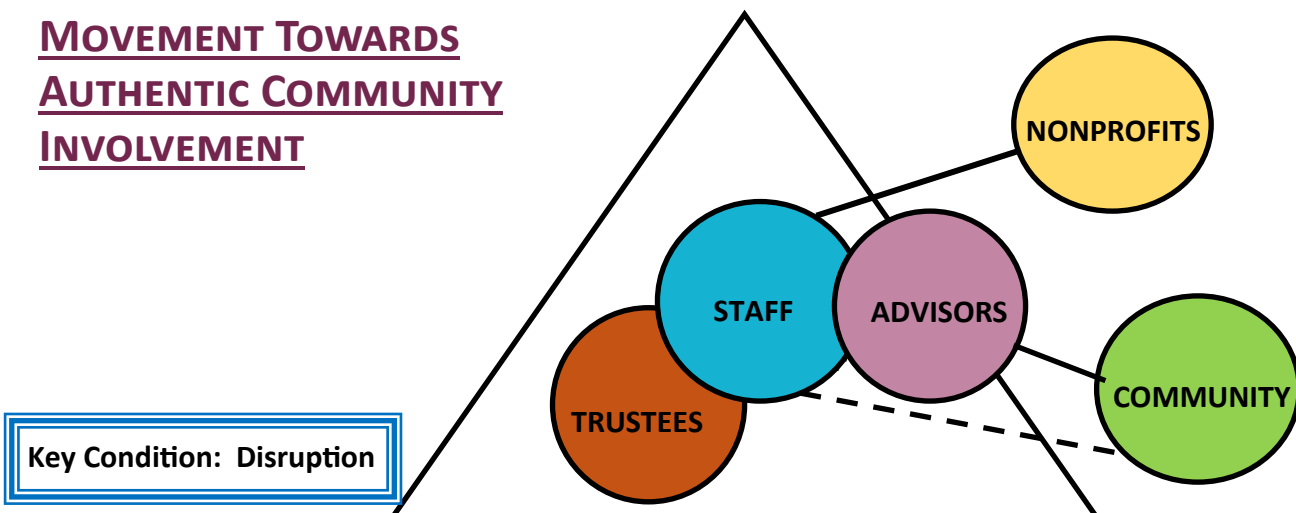 MOVEMENT TOWARDS
AUTHENTIC COMMUNITY
INVOLVEMENT
NONPROFITS
STAFF
ADVISORS
COMMUNITY
TRUSTEES
Key Condition: Disruption